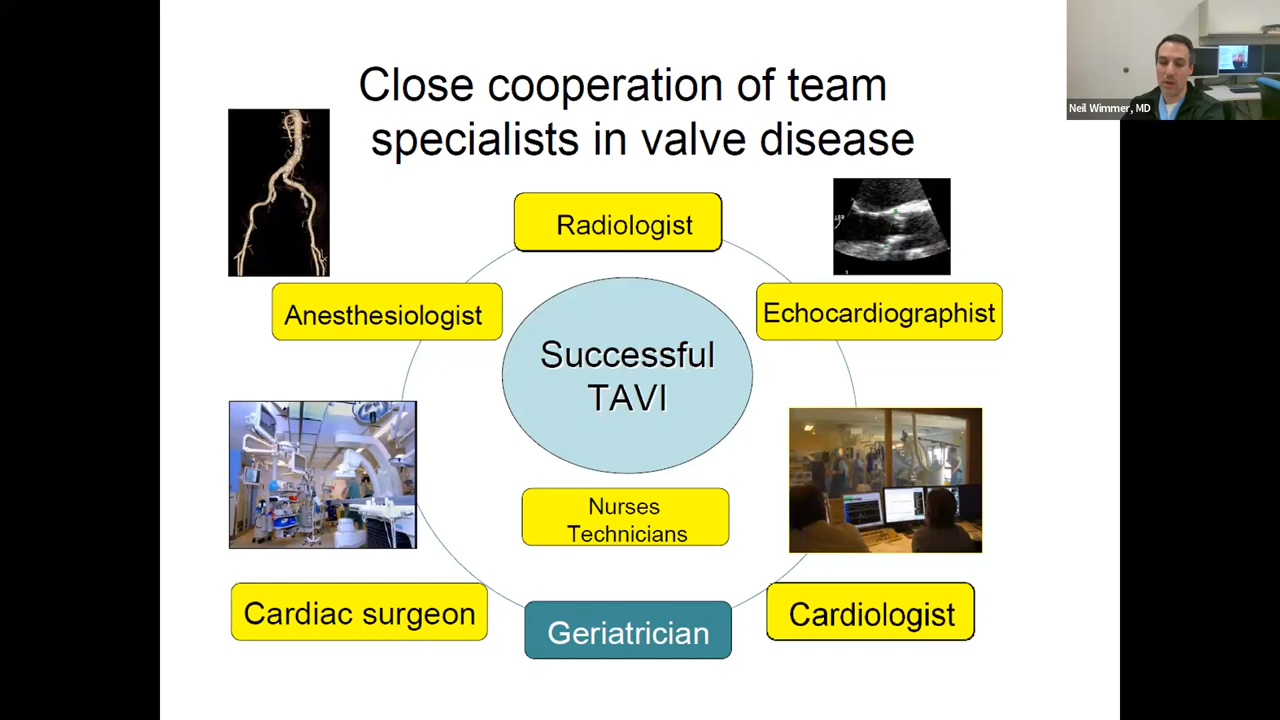 Close cooperation of team
specialists in valve disease
Neil Wimmer, MD
Radiologist
Anesthesiologist
Echocardiographist
Successful
TAVI
Nurses
Technicians
Cardiac surgeon
Geriatrician
Cardiologist